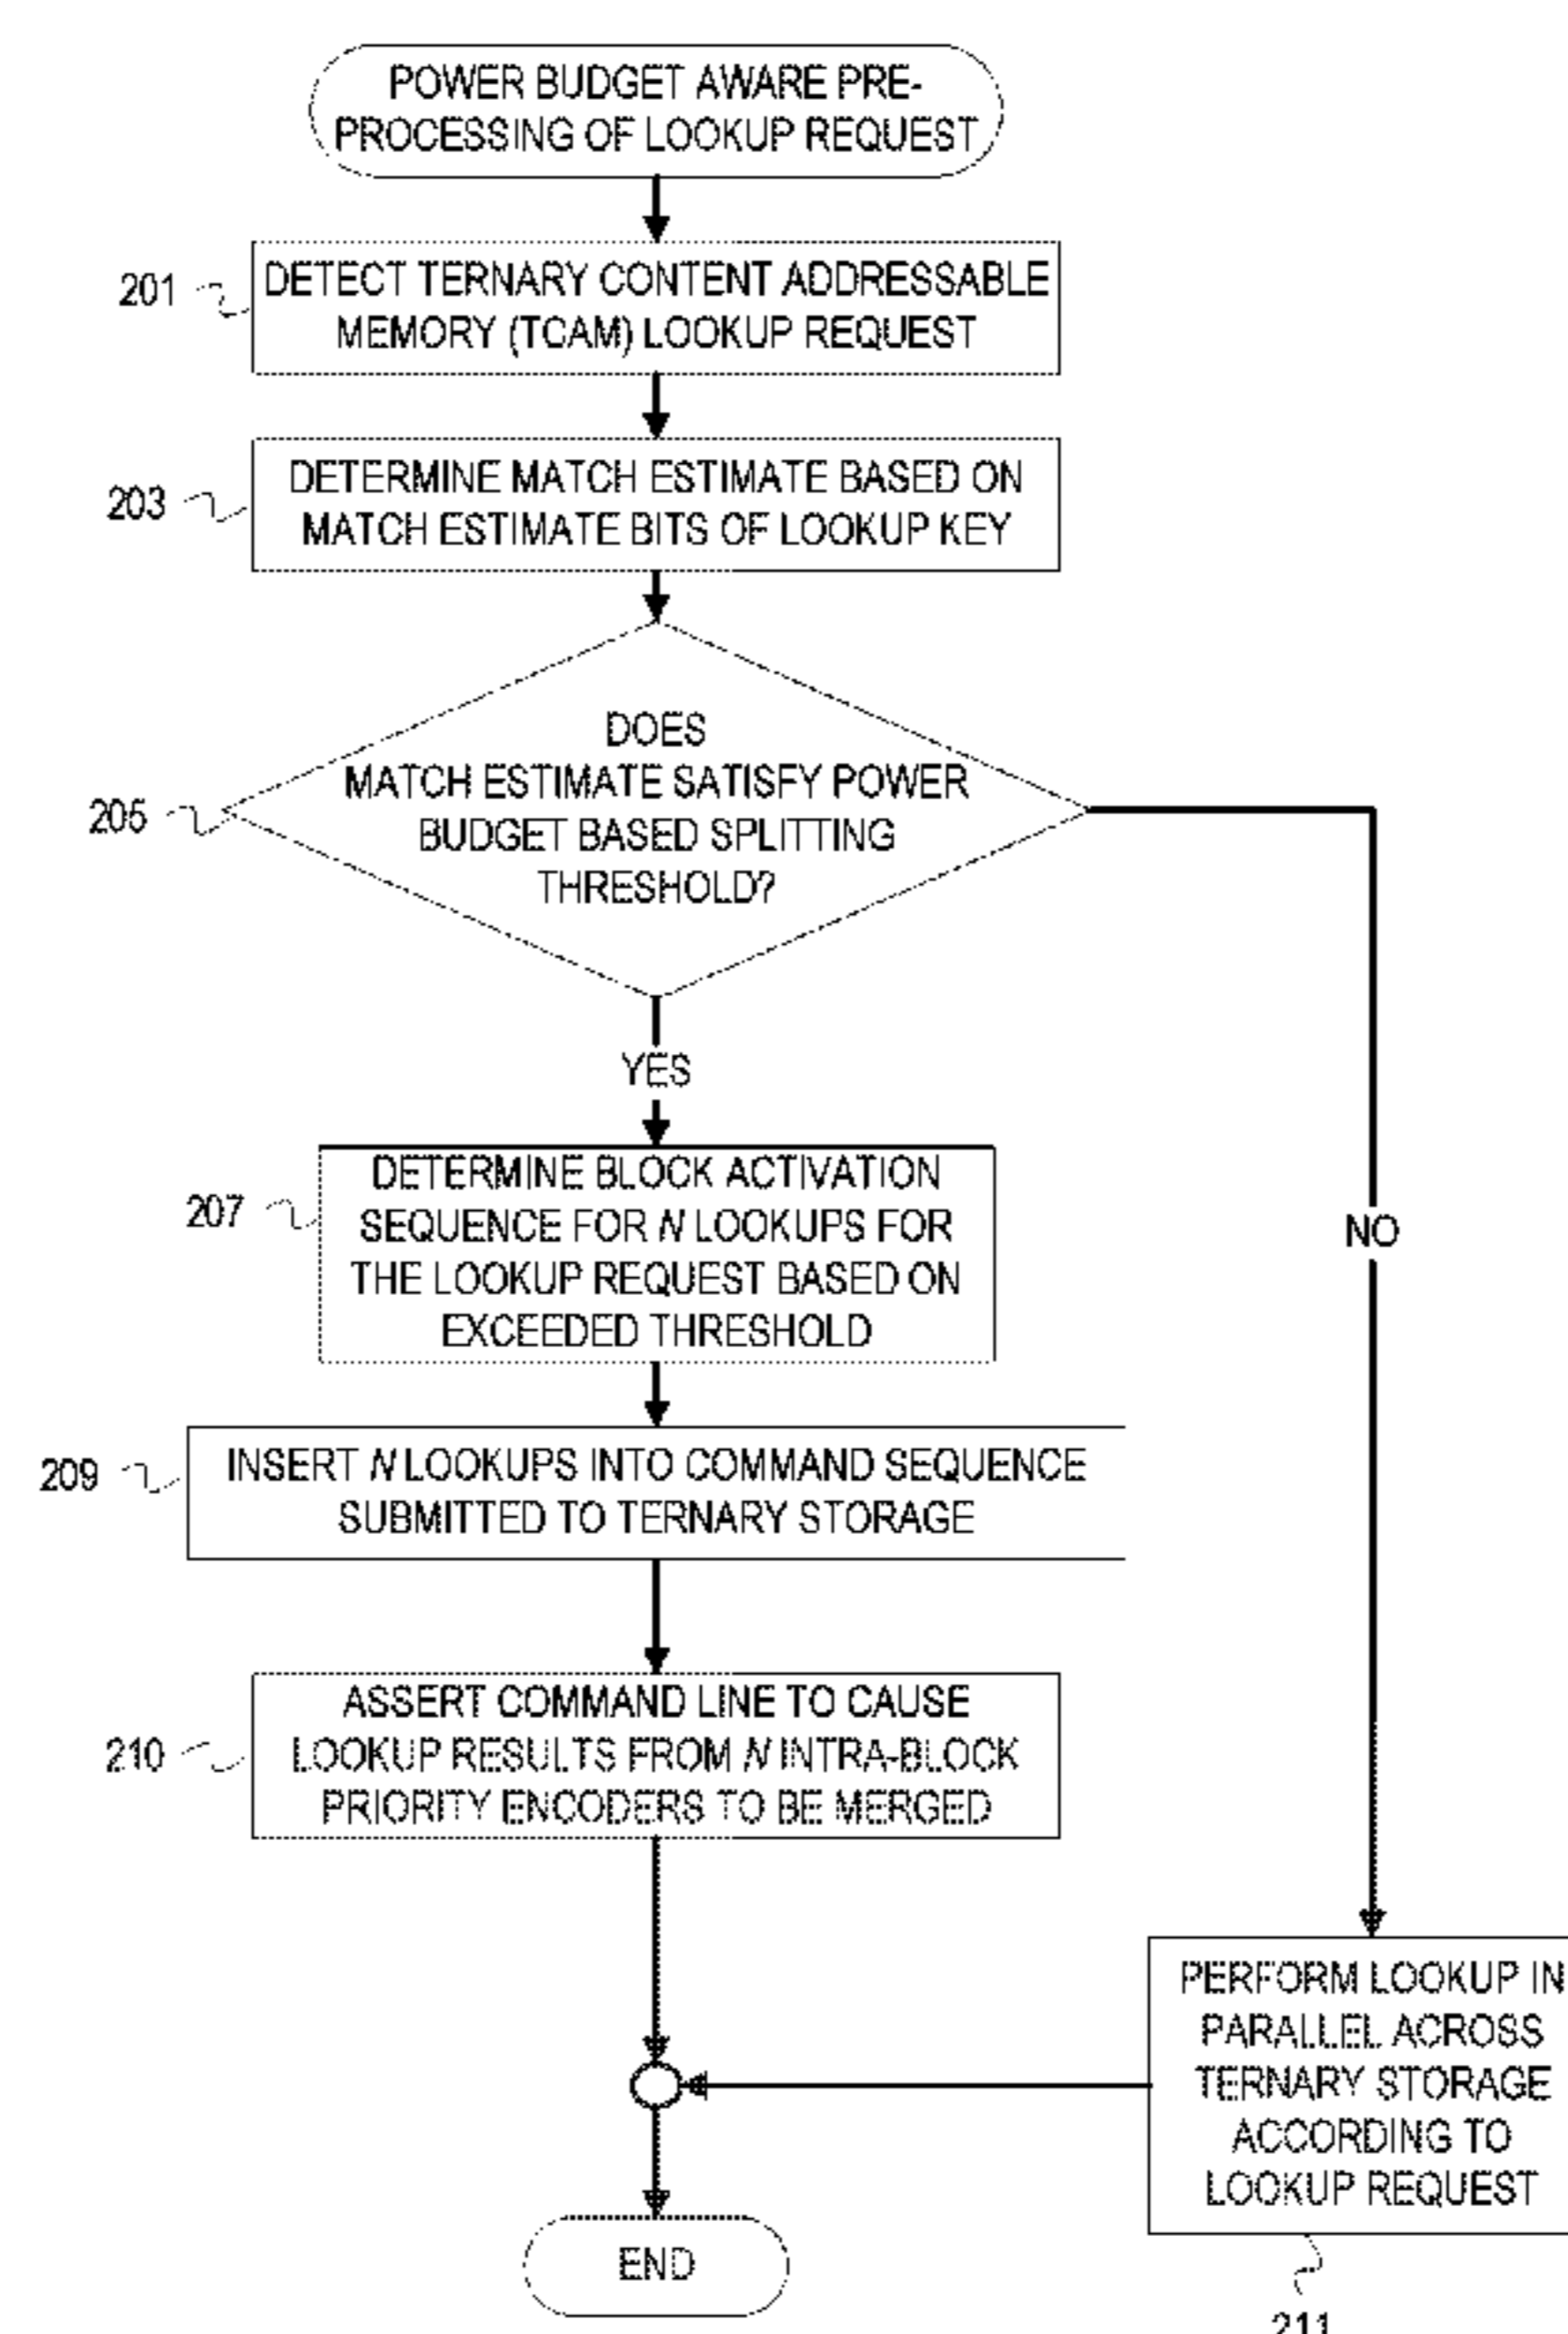 POWER BUDGET AWARE PRE-
PROCESSING OF LOOKUP REQUEST
201
DETECT TERNARY CONTENT ADDRESSABLE
MEMORY (TCAM) LOOKUP REQUEST
203
DETERMINE MATCH ESTIMATE BASED ON
MATCH ESTIMATE BITS OF LOOKUP KEY
205
DOES
MATCH ESTIMATE SATISFY POWER
BUDGET BASED SPLITTING
THRESHOLD?
YES
NO
207
DETERMINE BLOCK ACTIVATION
SEQUENCE FOR N LOOKUPS FOR
THE LOOKUP REQUEST BASED ON
EXCEEDED THRESHOLD
209
INSERT N LOOKUPS INTO COMMAND SEQUENCE
SUBMITTED TO TERNARY STORAGE
210
ASSERT COMMAND LINE TO CAUSE
LOOKUP RESULTS FROM N INTRA-BLOCK
PRIORITY ENCODERS TO BE MERGED
PERFORM LOOKUP IN
PARALLEL ACROSS
TERNARY STORAGE
ACCORDING TO
LOOKUP REQUEST
211
END